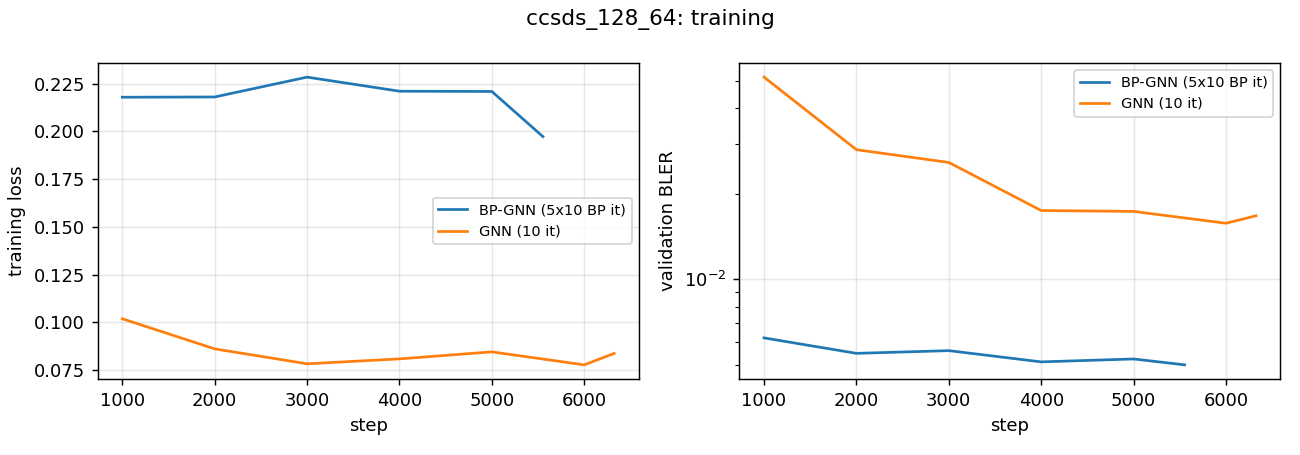 ccsds_128_64: training
training loss
0.225
0.200
0.175
0.150
0.125
0.100
0.075
1000 2000 3000 4000 5000 6000
step
BP-GNN (5x10 BP it)
GNN (10 it)
validation BLER
10⁻²
1000 2000 3000 4000 5000 6000
step
BP-GNN (5x10 BP it)
GNN (10 it)